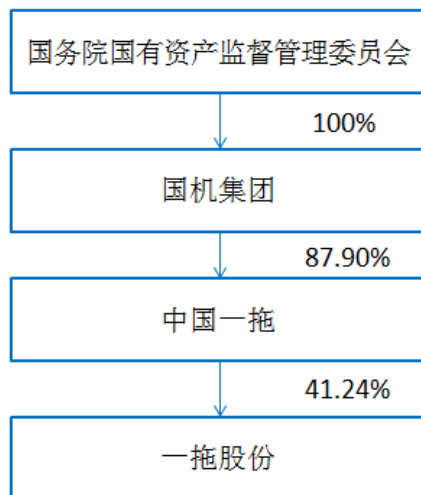 国务院国有资产监督管理委员会
100%
国机集团
87.90%
中国一拖
41.24%
一拖股份